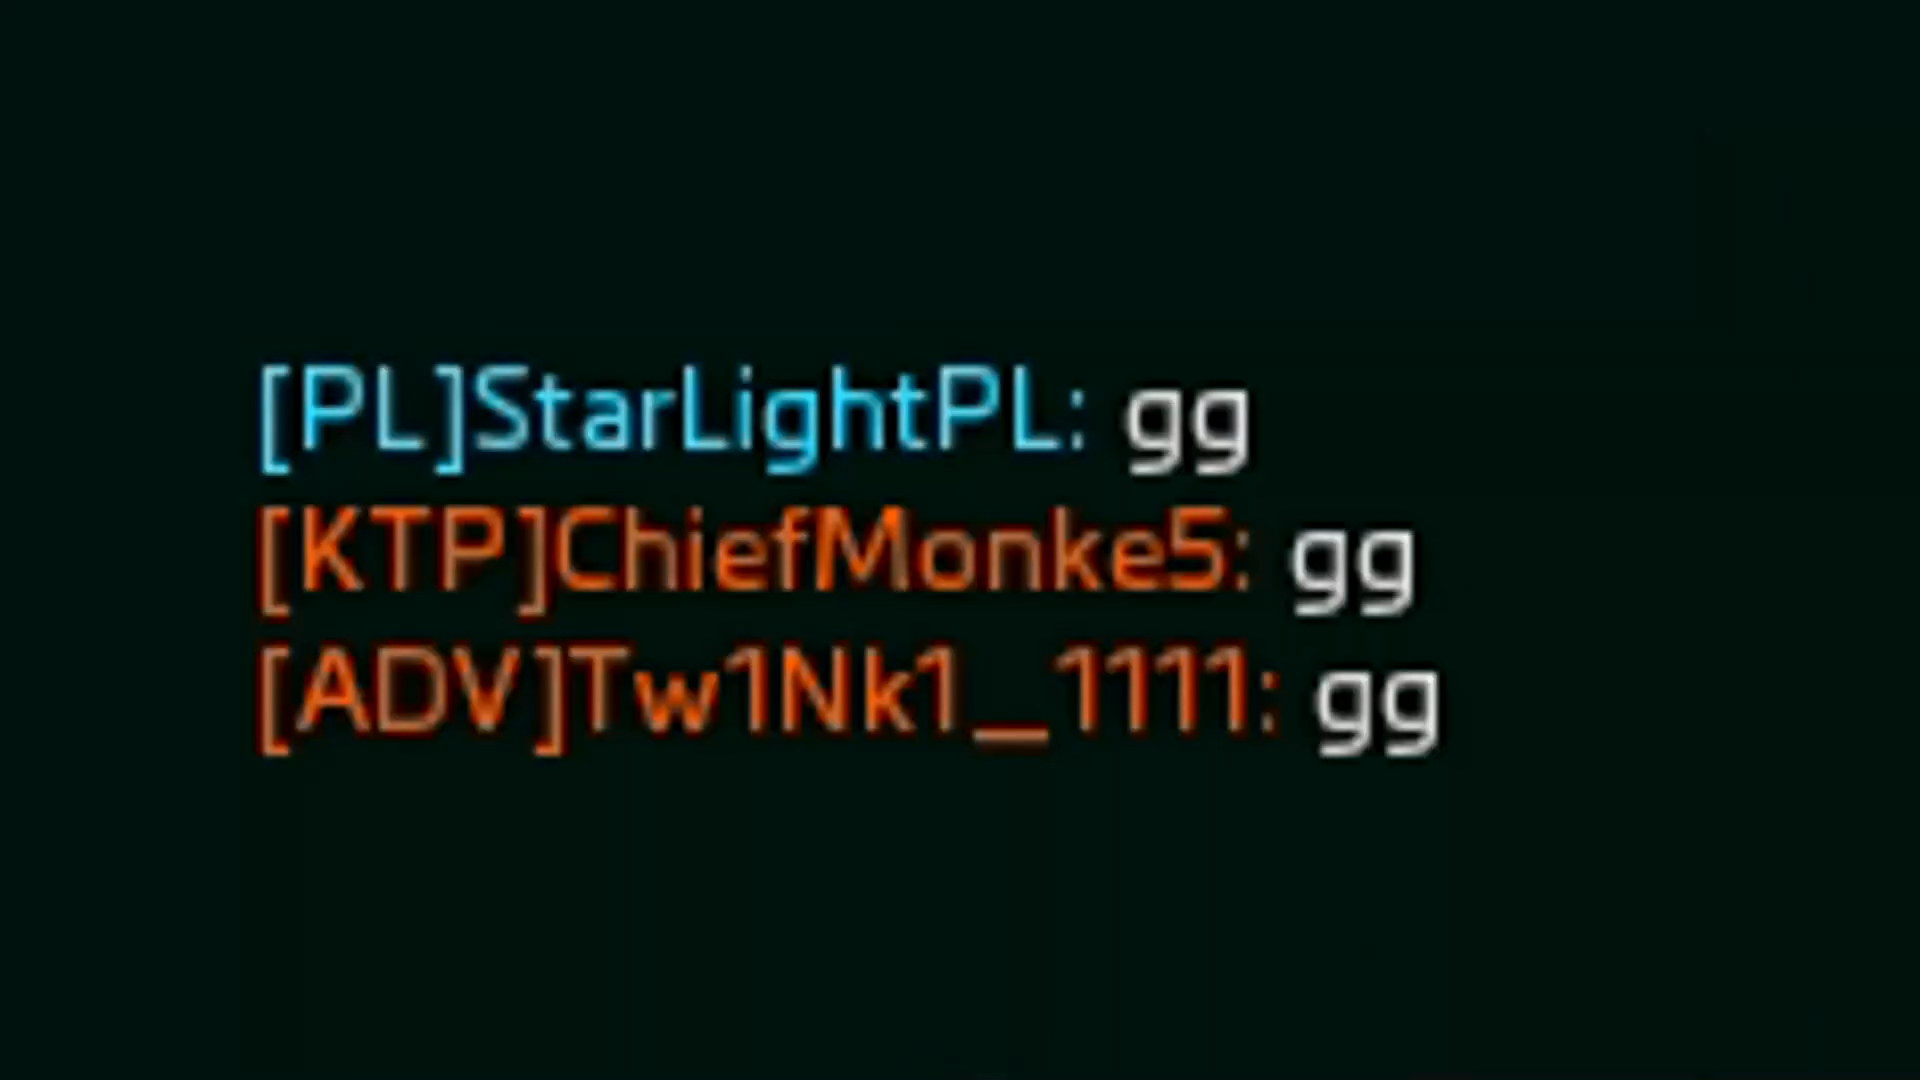 [PL]StarLightPL: gg
[KTP]ChiefMonke5: gg
[ADV]Tw1Nk1_1111: gg